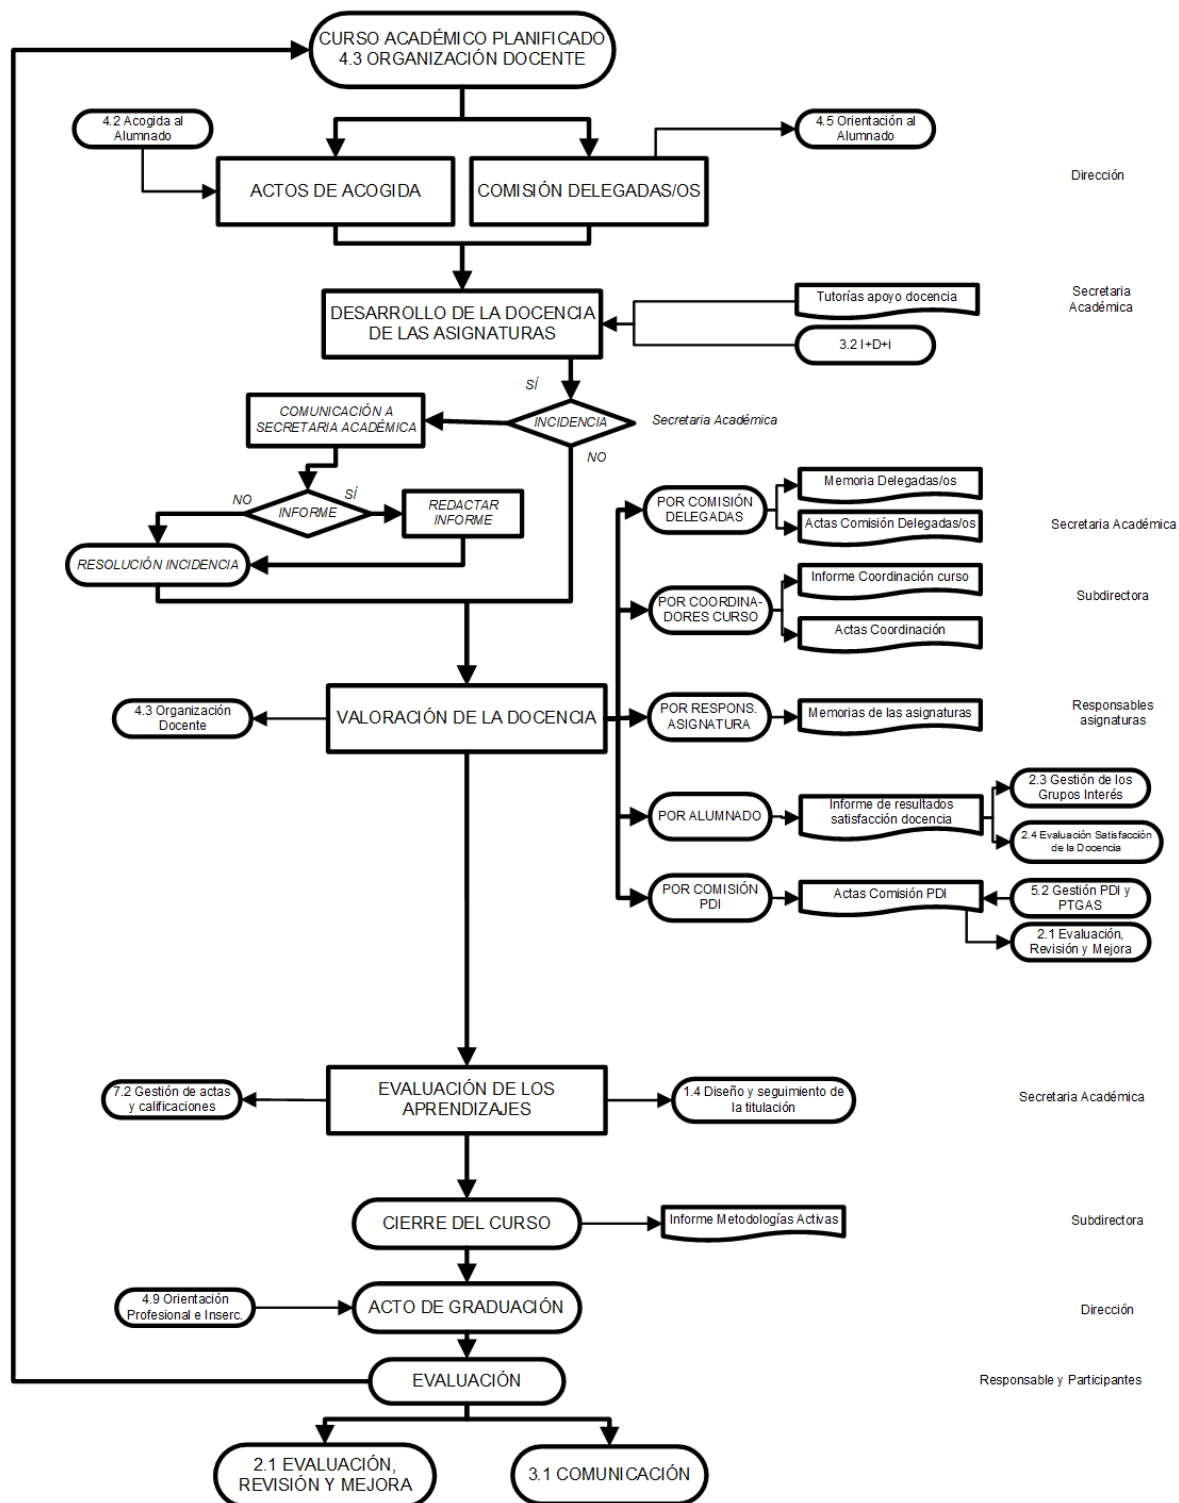 CURSO ACADÉMICO PLANIFICADO
4.3 ORGANIZACIÓN DOCENTE
4.2 Acogida al
Alumnado
4.5 Orientación al
Alumnado
ACTOS DE ACOGIDA
COMISIÓN DELEGADAS/OS
Dirección
DESARROLLO DE LA DOCENCIA
DE LAS ASIGNATURAS
Tutorías apoyo docencia
3.2 I+D+i
Secretaria
Académica
SÍ
COMUNICACIÓN A
SECRETARIA ACADÉMICA
INCIDENCIA
Secretaria Académica
NO
NO
SÍ
INFORME
REDACTAR
INFORME
RESOLUCIÓN INCIDENCIA
POR COMISIÓN
DELEGADAS
Memoria Delegadas/os
Actas Comisión Delegadas/os
Secretaria Académica
POR COORDINA-
DORES CURSO
Informe Coordinación curso
Actas Coordinación
Subdirectora
4.3 Organización
Docente
VALORACIÓN DE LA DOCENCIA
POR RESPONS.
ASIGNATURA
Memorias de las asignaturas
Responsables
asignaturas
POR ALUMNADO
Informe de resultados
satisfacción docencia
2.3 Gestión de los
Grupos Interés
2.4 Evaluación Satisfacción
de la Docencia
POR COMISIÓN
PDI
Actas Comisión PDI
5.2 Gestión PDI y
PTGAS
2.1 Evaluación,
Revisión y Mejora
7.2 Gestión de actas
y calificaciones
EVALUACIÓN DE LOS
APRENDIZAJES
1.4 Diseño y seguimiento de
la titulación
Secretaria Académica
CIERRE DEL CURSO
Informe Metodologías Activas
Subdirectora
4.9 Orientación
Profesional e Inserc.
ACTO DE GRADUACIÓN
Dirección
EVALUACIÓN
Responsable y Participantes
2.1 EVALUACIÓN,
REVISIÓN Y MEJORA
3.1 COMUNICACIÓN